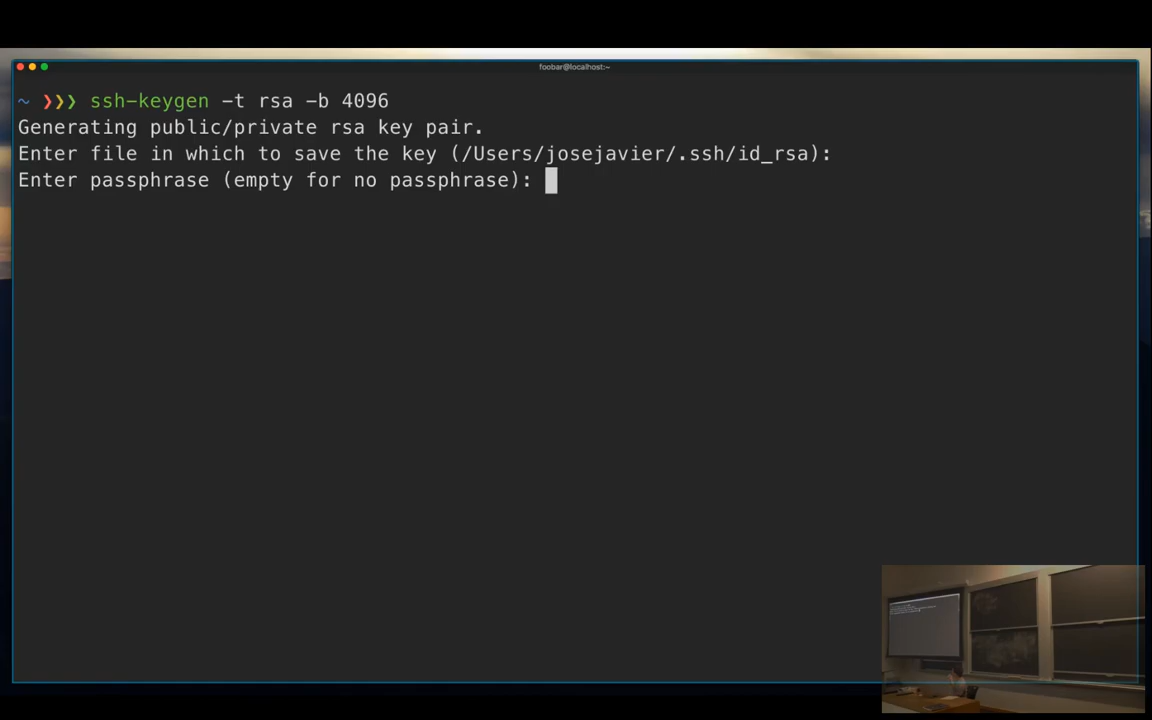 foobar@localhost:~
~ ❯❯❯ ssh-keygen -t rsa -b 4096
Generating public/private rsa key pair.
Enter file in which to save the key (/Users/josejavier/.ssh/id_rsa):
Enter passphrase (empty for no passphrase):